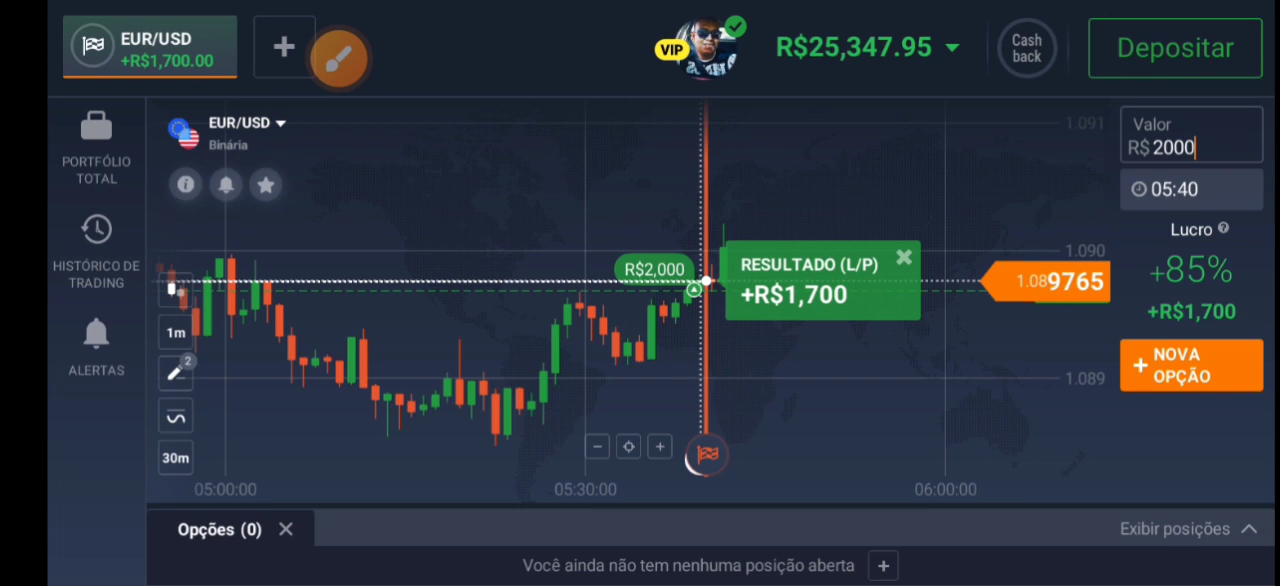 EUR/USD
+R$1,700.00
+
VIP
R$25,347.95
Cash
back
Depositar
PORTFÓLIO
TOTAL
HISTÓRICO DE
TRADING
ALERTAS
EUR/USD
Binária
1m
2
30m
R$2,000
RESULTADO (L/P)
+R$1,700
1.091
1.090
1.089765
1.089
05:00:00
05:30:00
06:00:00
Valor
R$ 2000
05:40
Lucro
+85%
+R$1,700
+ NOVA
OPÇÃO
Opções (0)
Exibir posições
Você ainda não tem nenhuma posição aberta +